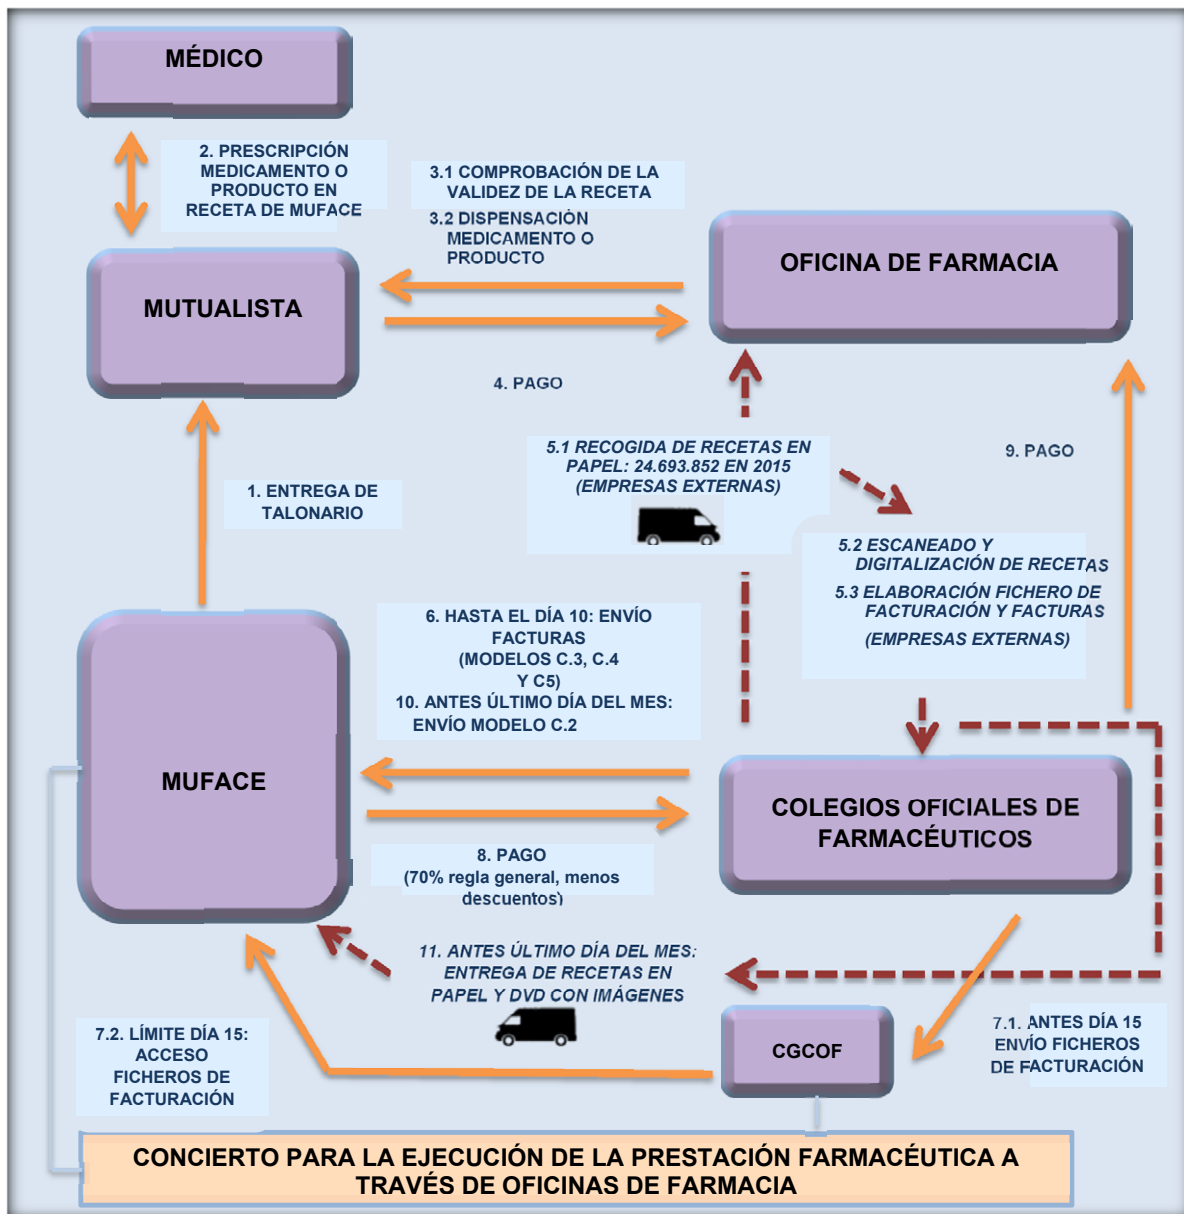 MÉDICO
2. PRESCRIPCIÓN
MEDICAMENTO O
PRODUCTO EN
RECETA DE MUFACE
3.1 COMPROBACIÓN DE LA
VALIDEZ DE LA RECETA
3.2 DISPENSACIÓN
MEDICAMENTO O
PRODUCTO
OFICINA DE FARMACIA
MUTUALISTA
4. PAGO
5.1 RECOGIDA DE RECETAS EN
PAPEL: 24.693.852 EN 2015
(EMPRESAS EXTERNAS)
9. PAGO
1. ENTREGA DE
TALONARIO
5.2 ESCANEADO Y
DIGITALIZACIÓN DE RECETAS
5.3 ELABORACIÓN FICHERO DE
FACTURACIÓN Y FACTURAS
(EMPRESAS EXTERNAS)
6. HASTA EL DÍA 10: ENVÍO
FACTURAS
(MODELOS C.3, C.4
Y C5)
10. ANTES ÚLTIMO DÍA DEL MES:
ENVÍO MODELO C.2
MUFACE
COLEGIOS OFICIALES DE
FARMACÉUTICOS
8. PAGO
(70% regla general, menos
descuentos)
11. ANTES ÚLTIMO DÍA DEL MES:
ENTREGA DE RECETAS EN
PAPEL Y DVD CON IMÁGENES
7.2. LÍMITE DÍA 15:
ACCESO
FICHEROS DE
FACTURACIÓN
CGCOF
7.1. ANTES DÍA 15
ENVÍO FICHEROS
DE FACTURACIÓN
CONCIERTO PARA LA EJECUCIÓN DE LA PRESTACIÓN FARMACÉUTICA A
TRAVÉS DE OFICINAS DE FARMACIA